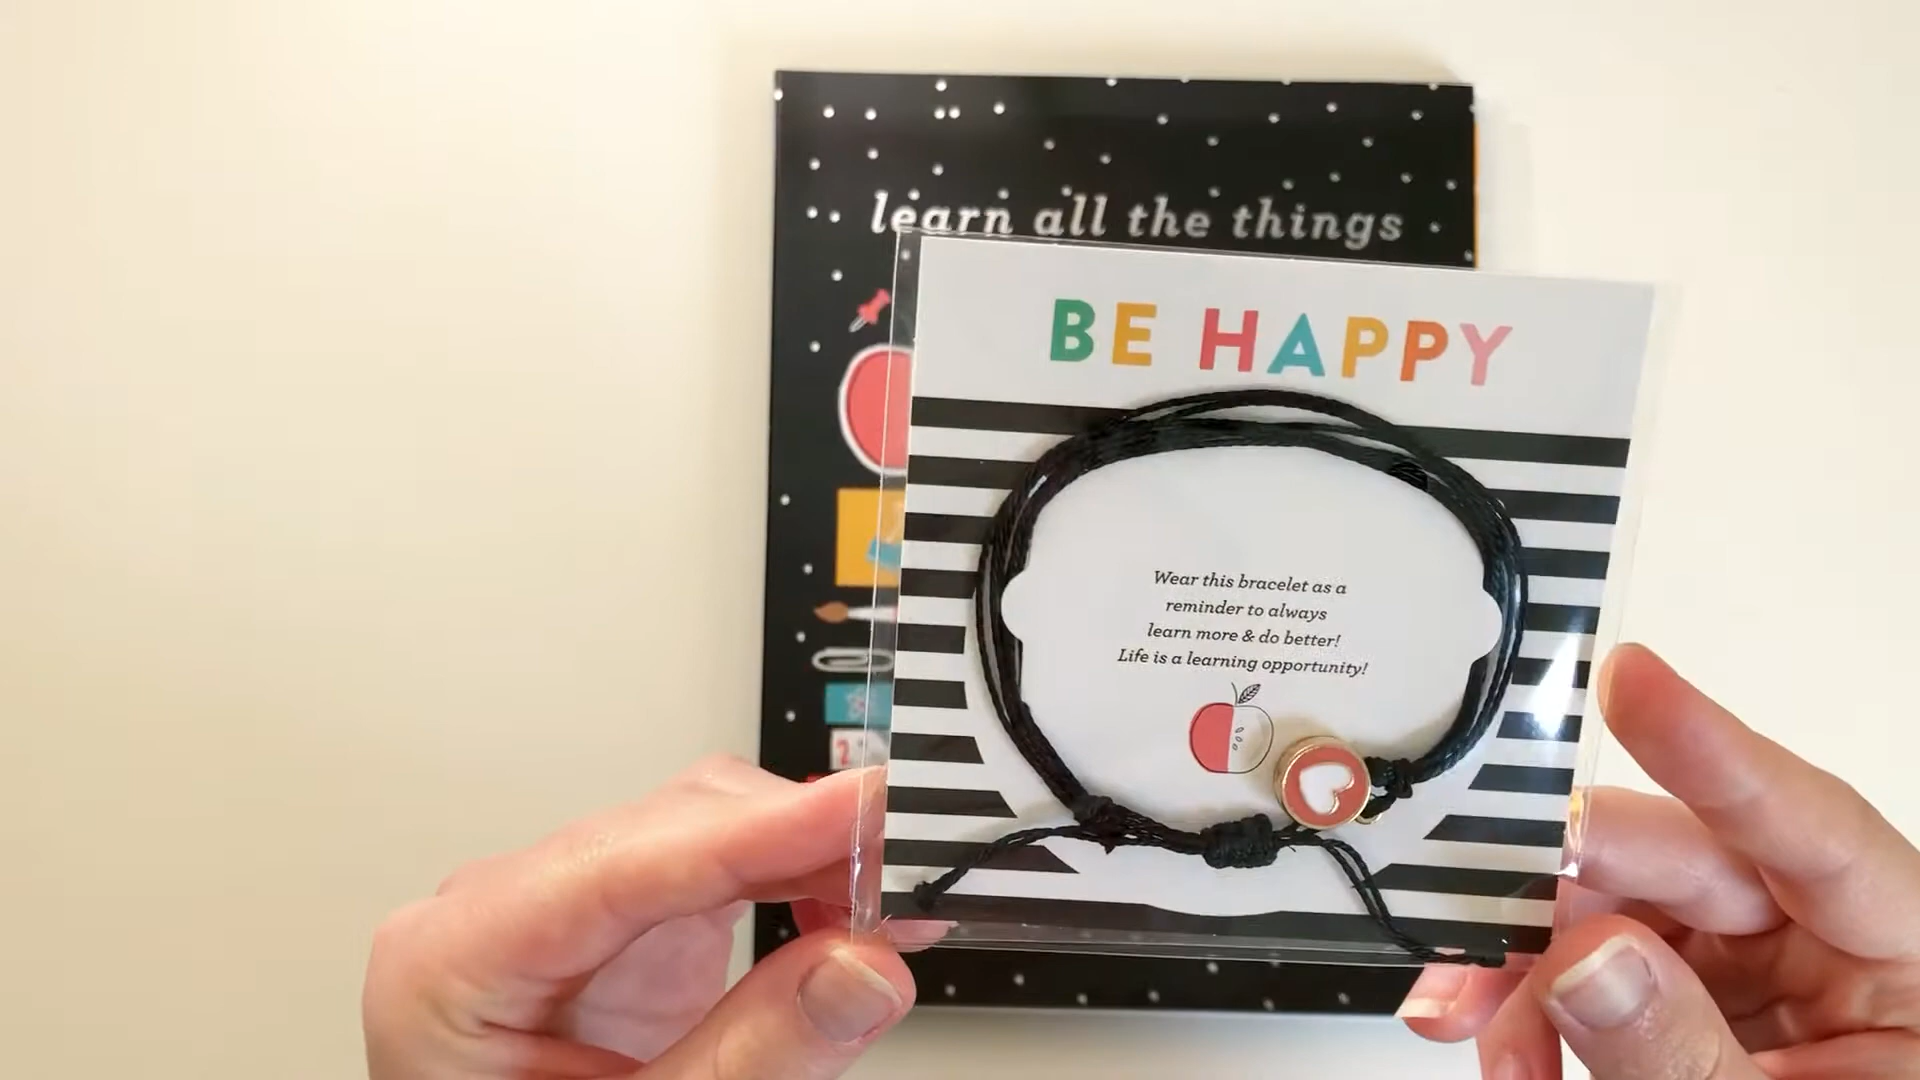 learn all the things
BE HAPPY
Wear this bracelet as a
reminder to always
learn more & do better!
Life is a learning opportunity!
2